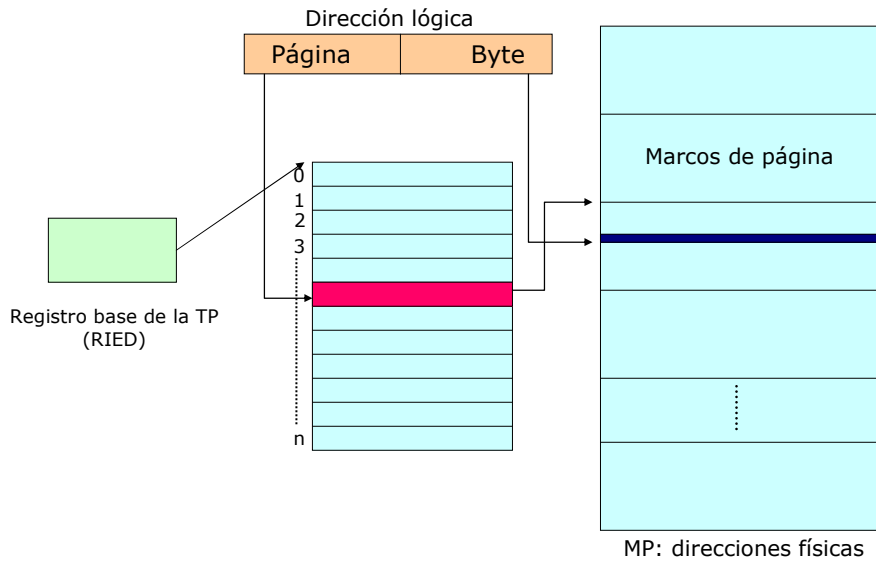 Dirección lógica
Página
Byte
Marcos de página
0
1
2
3
n
Registro base de la TP
(RIED)
MP: direcciones físicas